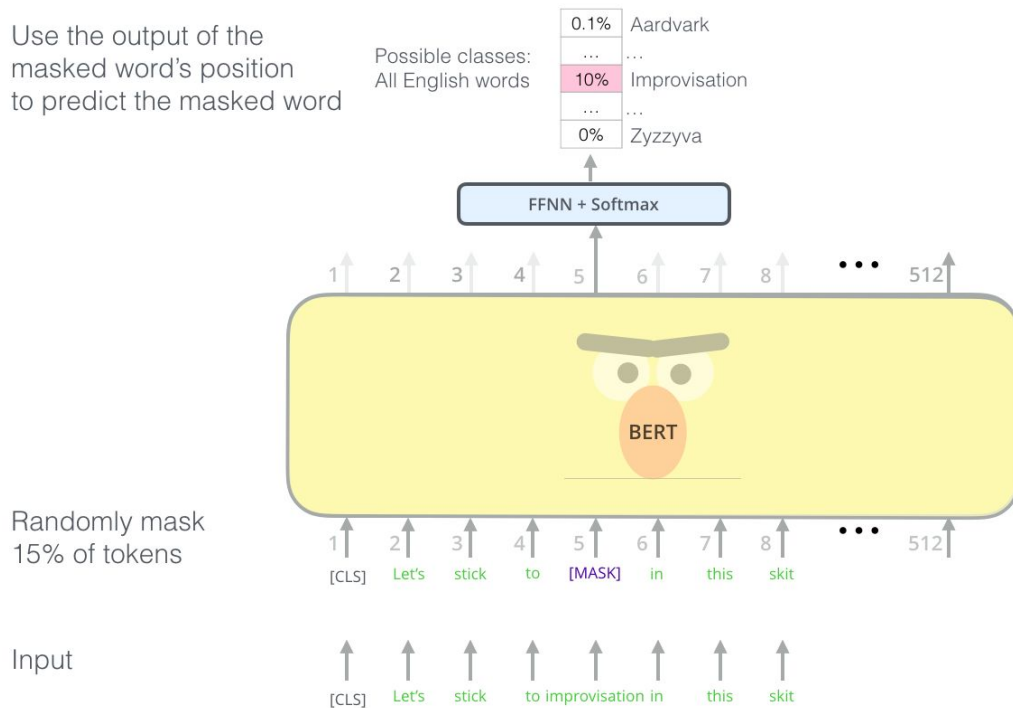 Use the output of the
masked word's position
to predict the masked word
Possible classes:
All English words
0.1% Aardvark
... ...
10% Improvisation
... ...
0% Zyzzyva
FFNN + Softmax
1 2 3 4 5 6 7 8 ••• 512
BERT
Randomly mask
15% of tokens
1 2 3 4 5 6 7 8 ••• 512
[CLS] Let's stick to [MASK] in this skit
Input
[CLS] Let's stick to improvisation in this skit